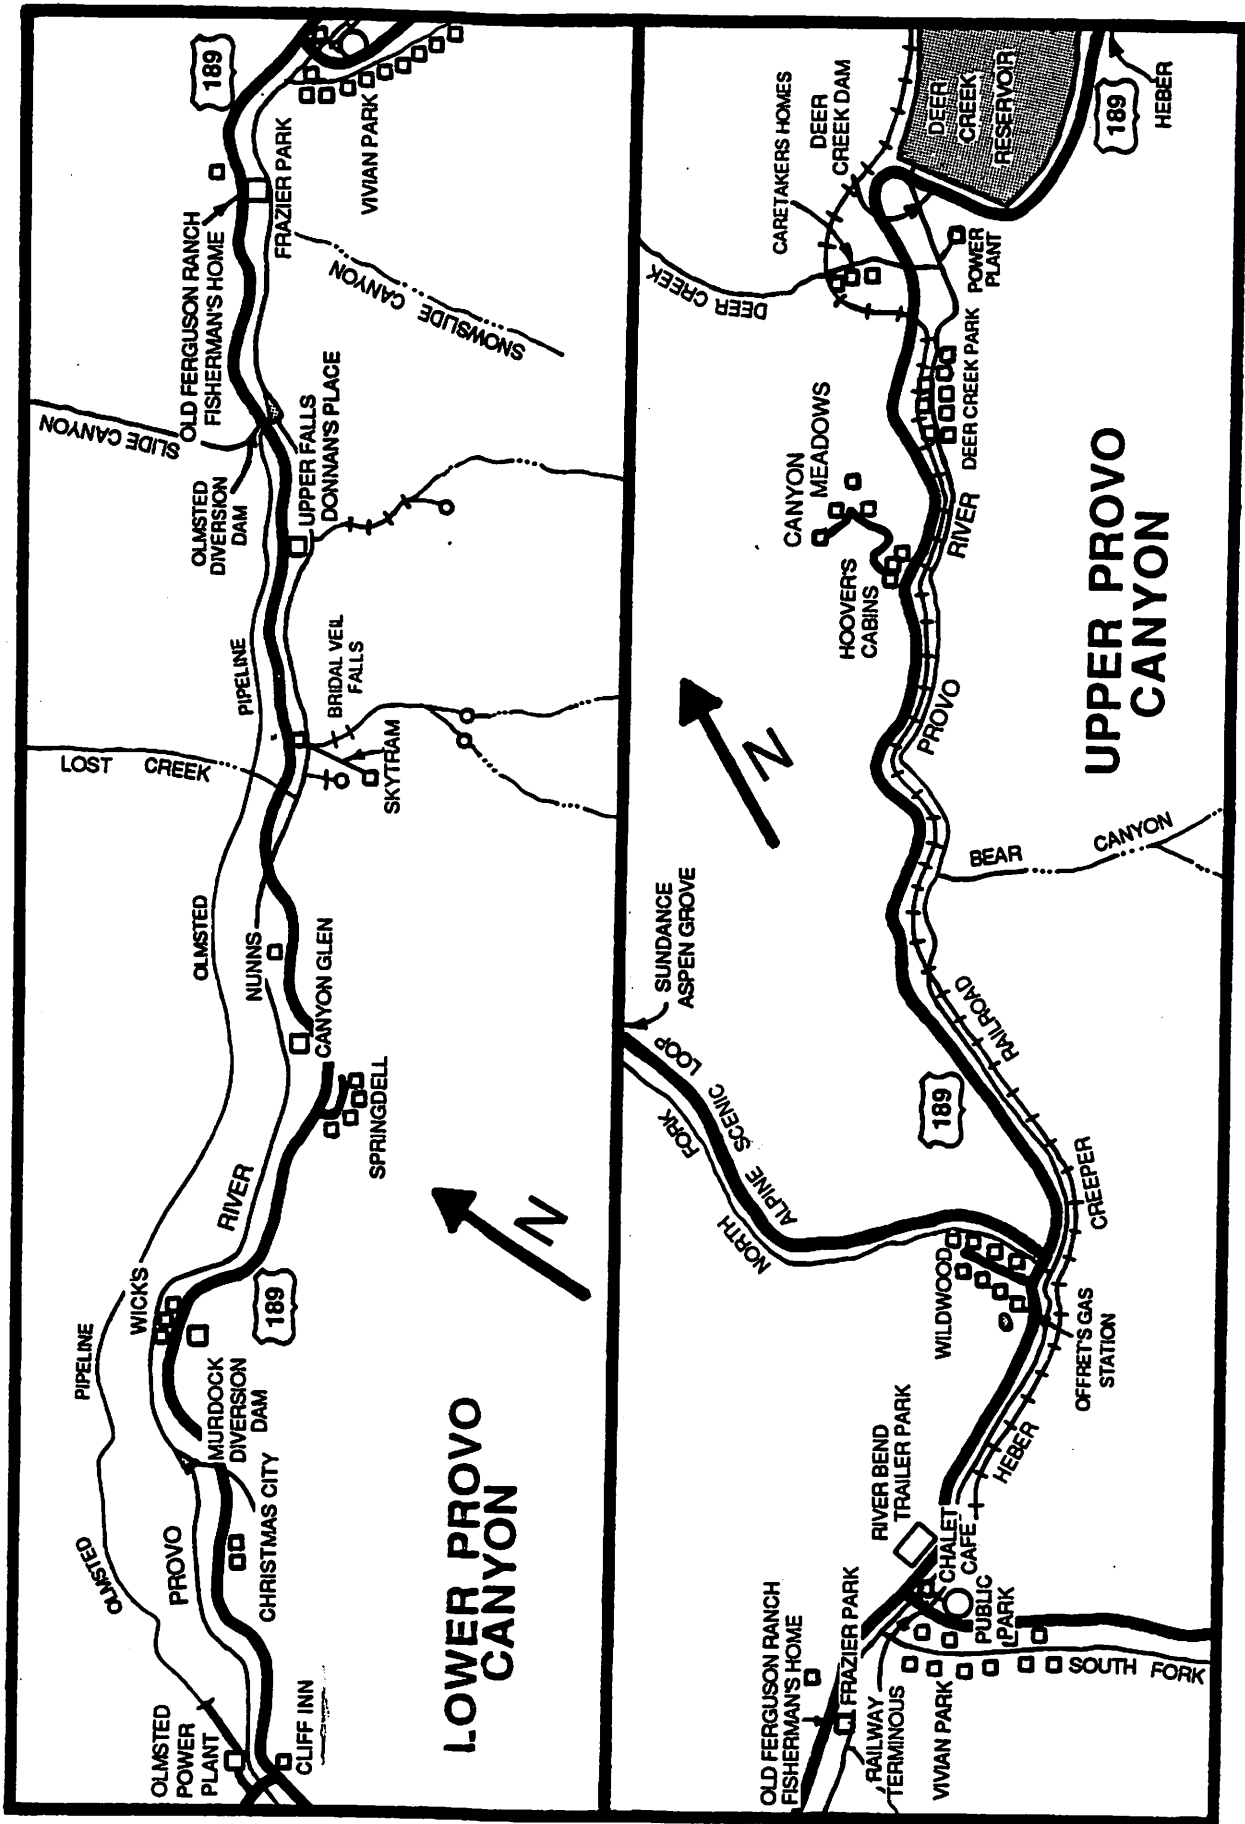 189
OLD FERGUSON RANCH
FISHERMAN'S HOME
FRAZIER PARK
VIVIAN PARK
SNOWSLIDE CANYON
SLIDE CANYON
OLMSTED
DIVERSION
DAM
UPPER FALLS
DONNAN'S PLACE
PIPELINE
BRIDAL VEIL
FALLS
SKYTRAM
LOST CREEK
OLMSTED
NUNNS
CANYON GLEN
SPRINGDELL
RIVER
WICK'S
189
PIPELINE
MURDOCK
DIVERSION
DAM
CHRISTMAS CITY
PROVO
OLMSTED
OLMSTED
POWER
PLANT
CLIFF INN
N
LOWER PROVO
CANYON
CARETAKERS HOMES
DEER
CREEK DAM
DEER
CREEK
RESERVOIR
189
HEBER
DEER CREEK
POWER
PLANT
DEER CREEK PARK
CANYON
MEADOWS
HOOVER'S
CABINS
RIVER
PROVO
N
BEAR CANYON
SUNDANCE
ASPEN GROVE
ALPINE SCENIC LOOP
NORTH FORK
189
RAILROAD
CREEPER
HEBER
WILDWOOD
OFFRET'S GAS
STATION
RIVER BEND
TRAILER PARK
CHALET
CAFE
PUBLIC
PARK
SOUTH FORK
OLD FERGUSON RANCH
FISHERMAN'S HOME
FRAZIER PARK
RAILWAY
TERMINOUS
VIVIAN PARK
UPPER PROVO
CANYON